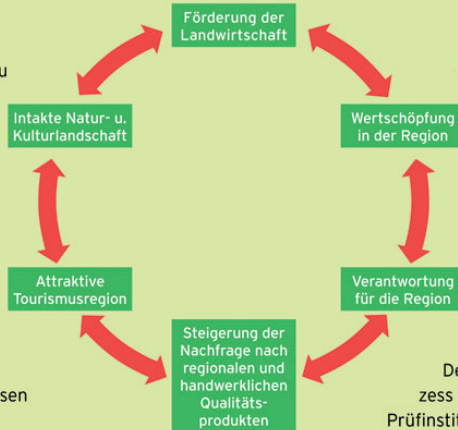 Förderung der
Landwirtschaft
u
Intakte Natur- u.
Kulturlandschaft
Wertschöpfung
in der Region
Attraktive
Tourismusregion
Verantwortung
für die Region
Steigerung der
Nachfrage nach
regionalen und
handwerklichen
Qualitäts-
produkten
sen
De
zess
Prüfinstit